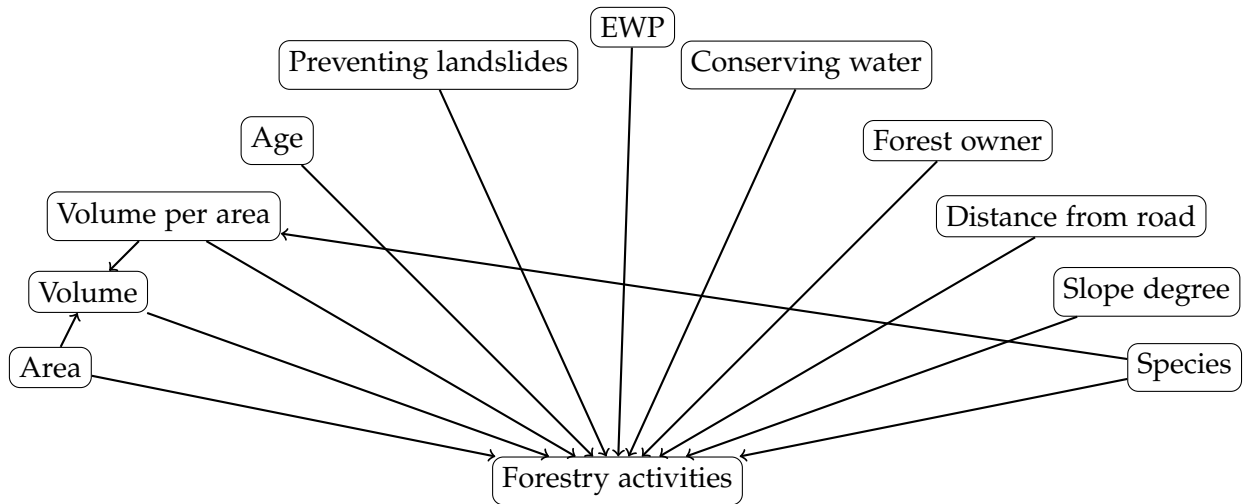 EWP
Preventing landslides
Conserving water
Age
Forest owner
Volume per area
Distance from road
Volume
Slope degree
Area
Species
Forestry activities